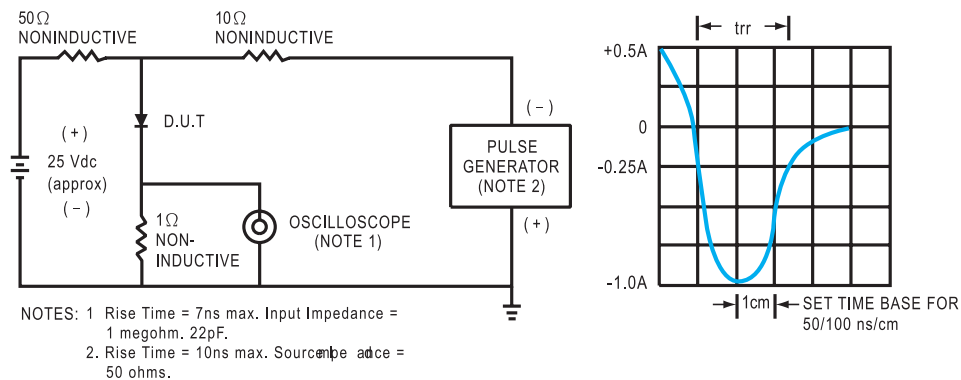 50Ω
NONINDUCTIVE
10Ω
NONINDUCTIVE
trr
+0.5A
0
-0.25A
-1.0A
(+)
25 Vdc
(approx)
(-)
D.U.T
1Ω
NON-
INDUCTIVE
OSCILLOSCOPE
(NOTE 1)
(-)
PULSE
GENERATOR
(NOTE 2)
(+)
1cm
SET TIME BASE FOR
50/100 ns/cm
NOTES: 1 Rise Time = 7ns max. Input Impedance =
1 megohm. 22pF.
2. Rise Time = 10ns max. Source =
50 ohms.